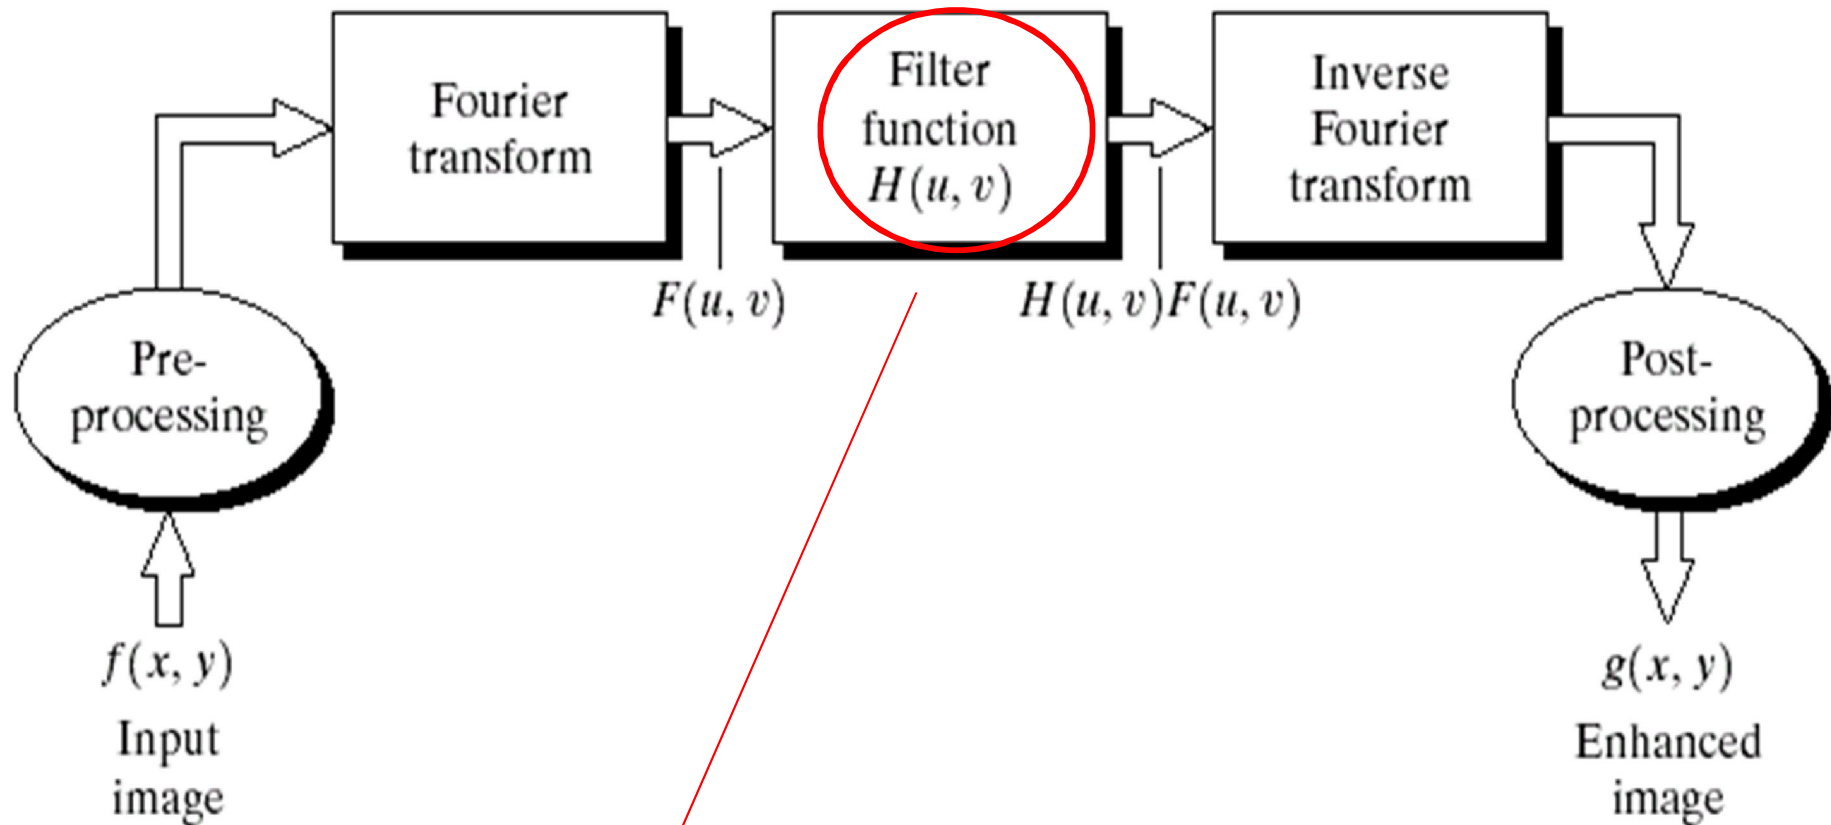 Fourier
transform
Filter
function
H(u, v)
Inverse
Fourier
transform
F(u, v)
H(u, v)F(u, v)
Pre-
processing
Post-
processing
f(x, y)
Input
image
g(x, y)
Enhanced
image